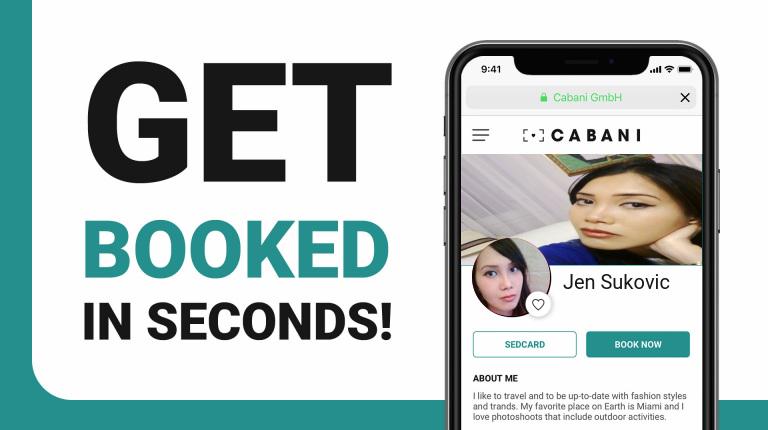 GET
BOOKED
IN SECONDS!
9:41
Cabani GmbH
CABANI
Jen Sukovic
SEDCARD
BOOK NOW
ABOUT ME
I like to travel and to be up-to-date with fashion styles
and trands. My favorite place on Earth is Miami and I
love photoshoots that include outdoor activities.